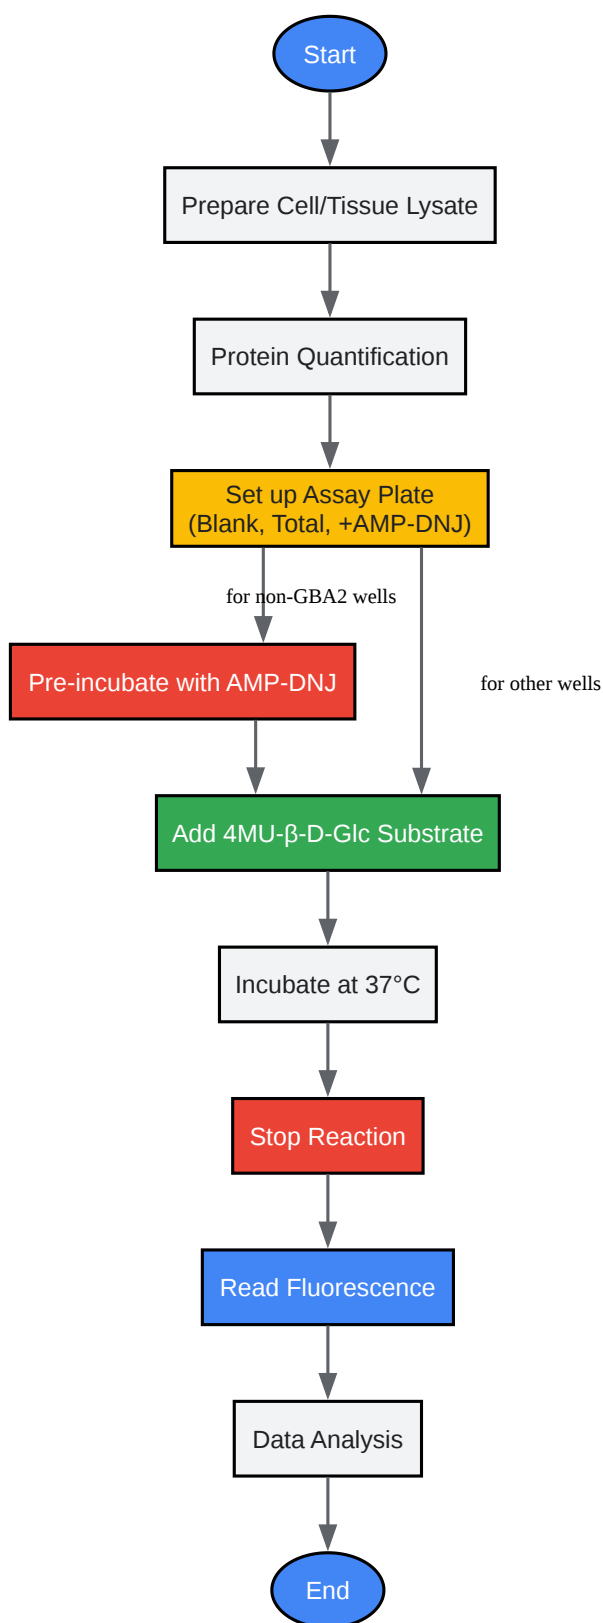 Start
Prepare Cell/Tissue Lysate
Protein Quantification
Set up Assay Plate
(Blank, Total, +AMP-DNJ)
for non-GBA2 wells
Pre-incubate with AMP-DNJ
for other wells
Add 4MU-β-D-Glc Substrate
Incubate at 37°C
Stop Reaction
Read Fluorescence
Data Analysis
End